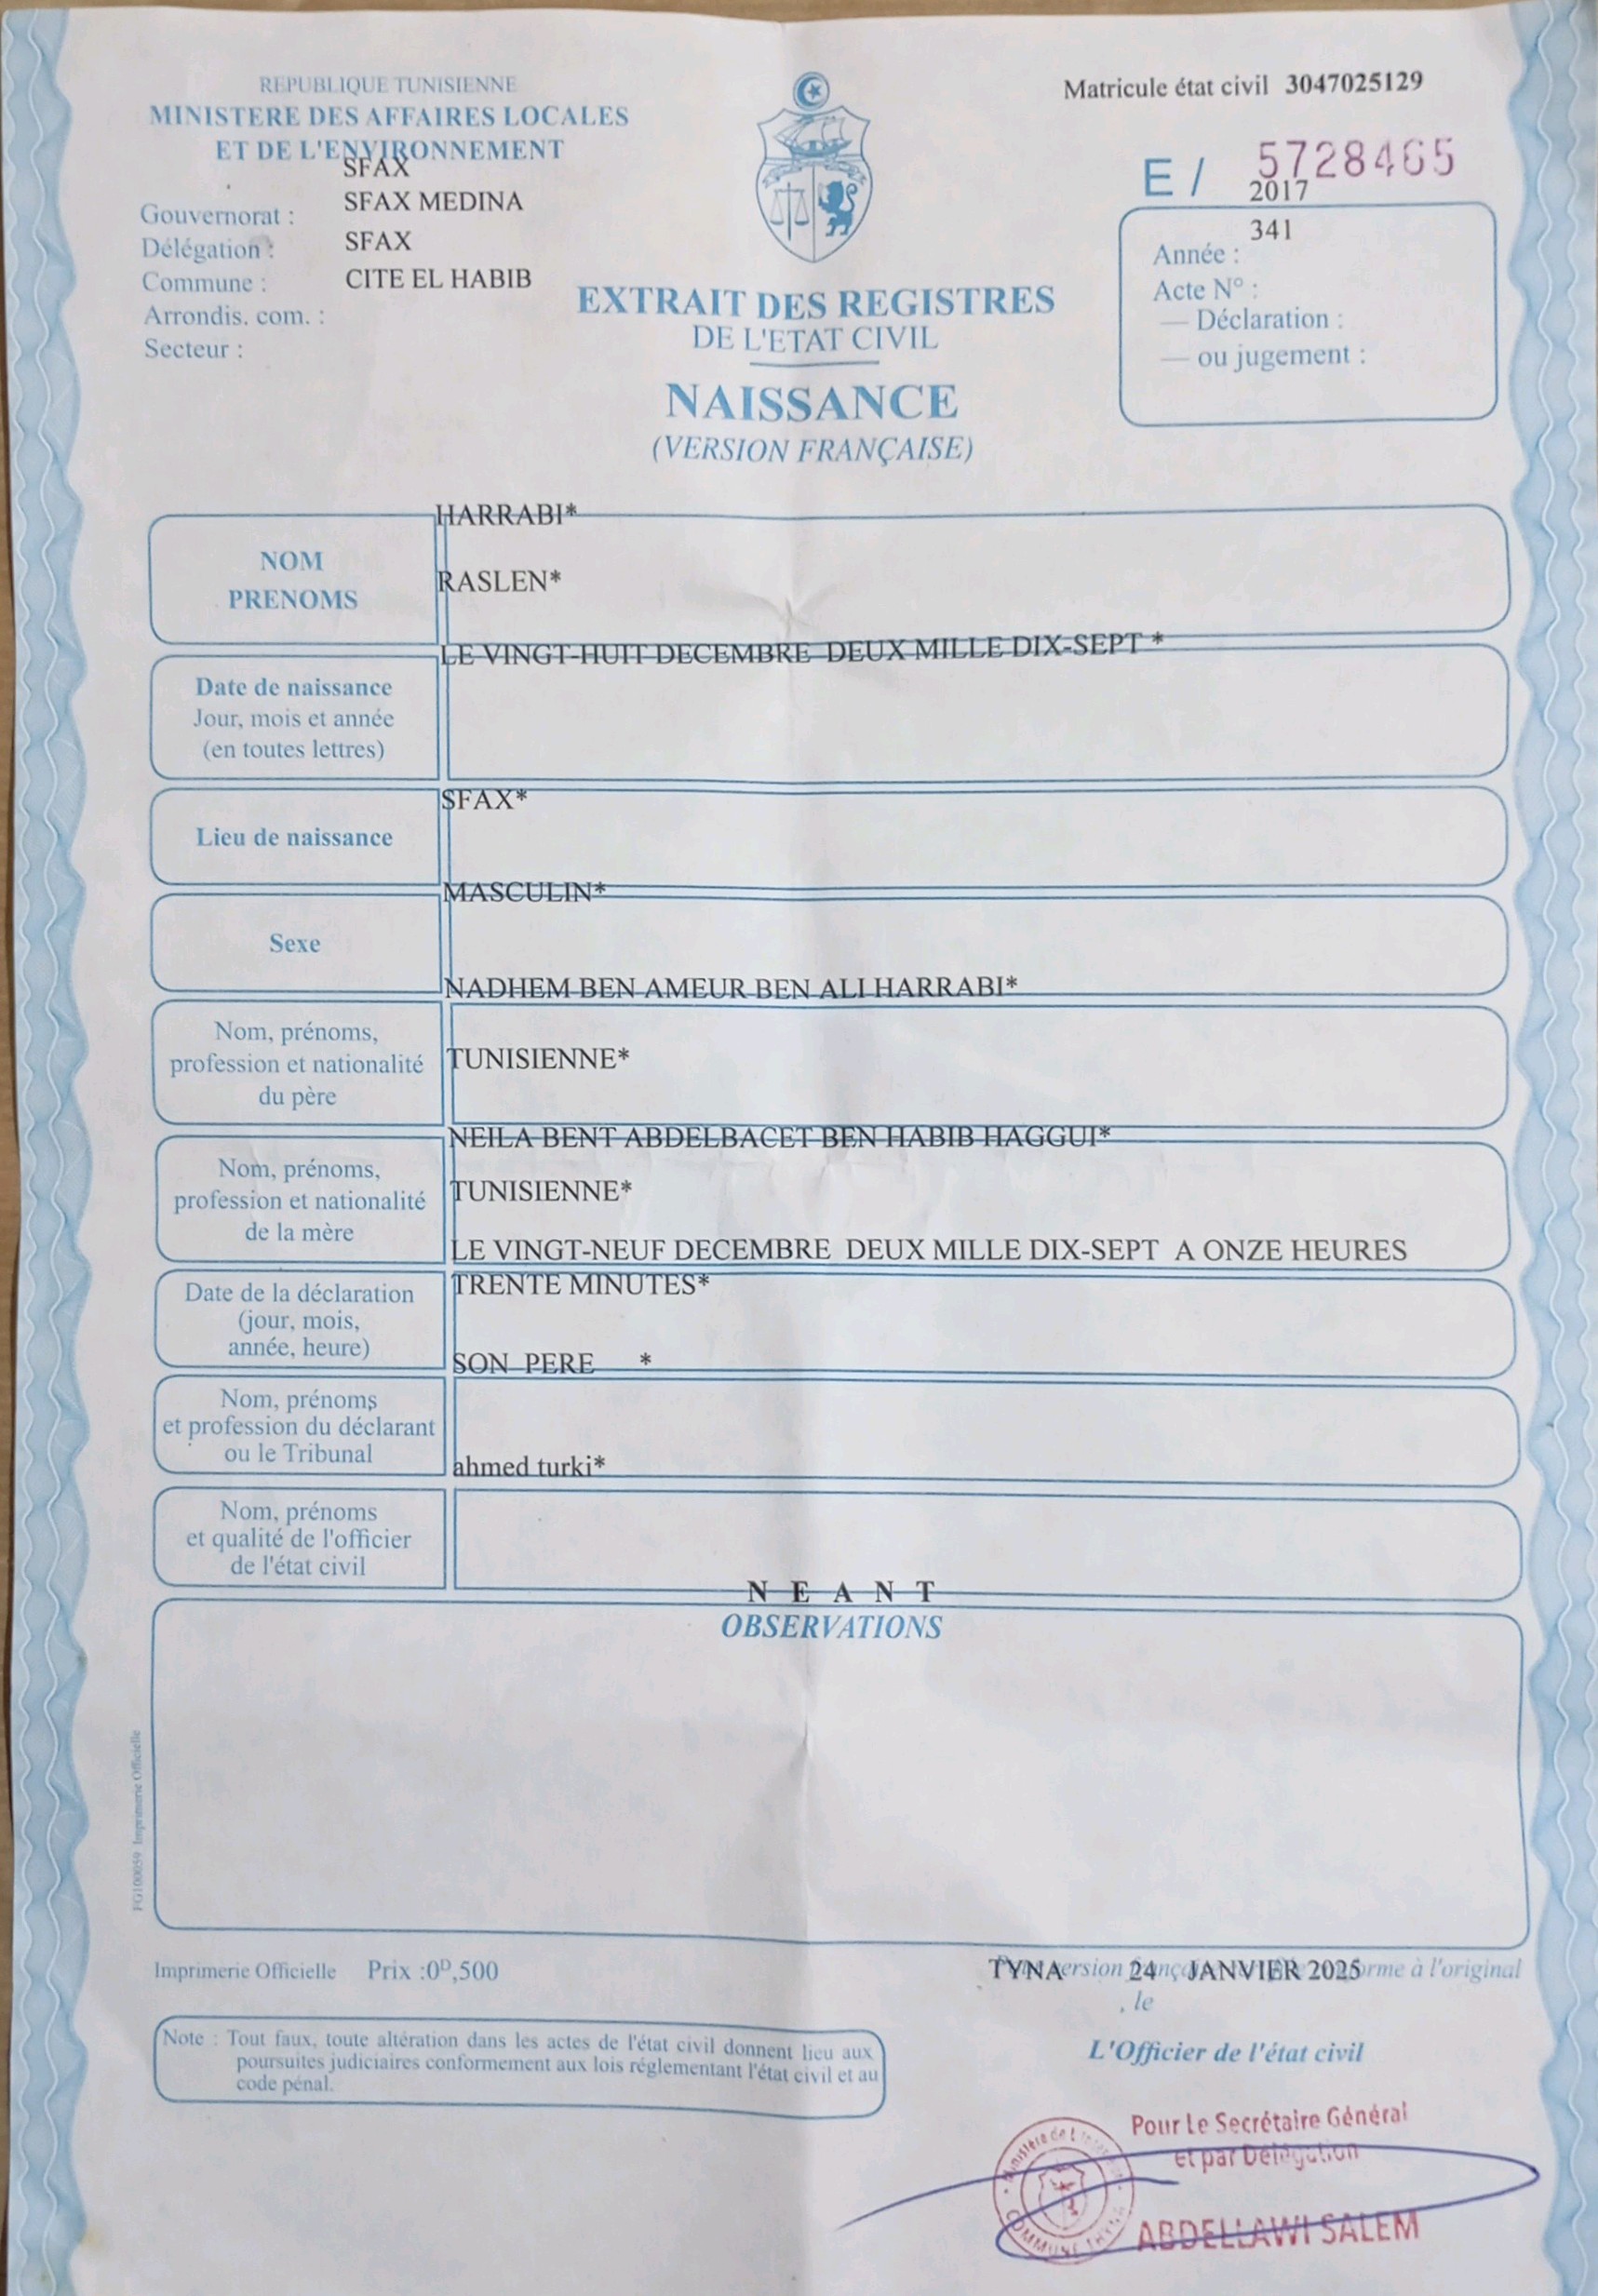 REPUBLIQUE TUNISIENNE
MINISTERE DES AFFAIRES LOCALES
ET DE L'ENVIRONNEMENT
SFAX
Gouvernorat : SFAX MEDINA
Délégation : SFAX
Commune : CITE EL HABIB
Arrondis. com. :
Secteur :
Matricule état civil 3047025129
E / 5728465
2017
341
Année :
Acte N° :
— Déclaration :
— ou jugement :
EXTRAIT DES REGISTRES
DE L'ETAT CIVIL
NAISSANCE
(VERSION FRANÇAISE)
HARRABI*
NOM
RASLEN*
PRENOMS
LE VINGT-HUIT DECEMBRE DEUX MILLE DIX-SEPT *
Date de naissance
Jour, mois et année
(en toutes lettres)
SFAX*
Lieu de naissance
MASCULIN*
Sexe
NADHEM BEN AMEUR BEN ALI HARRABI*
Nom, prénoms,
profession et nationalité
du père
TUNISIENNE*
NEILA BENT ABDELBACET BEN HABIB HAGGUI*
Nom, prénoms,
profession et nationalité
de la mère
TUNISIENNE*
LE VINGT-NEUF DECEMBRE DEUX MILLE DIX-SEPT A ONZE HEURES
TRENTE MINUTES*
Date de la déclaration
(jour, mois,
année, heure)
SON PERE *
Nom, prénoms
et profession du déclarant
ou le Tribunal
ahmed turki*
Nom, prénoms
et qualité de l'officier
de l'état civil
N E A N T
OBSERVATIONS
FG100059 Imprimerie Officielle
Imprimerie Officielle Prix :0ᴰ,500
TYNA 24 JANVIER 2025 à l'original
, le
L'Officier de l'état civil
Note : Tout faux, toute altération dans les actes de l'état civil donnent lieu aux
poursuites judiciaires conformement aux lois réglementant l'état civil et au
code pénal.
Pour Le Secrétaire Général
et par Délégation
ABDELLAWI SALEM
COMMUNE THYNA